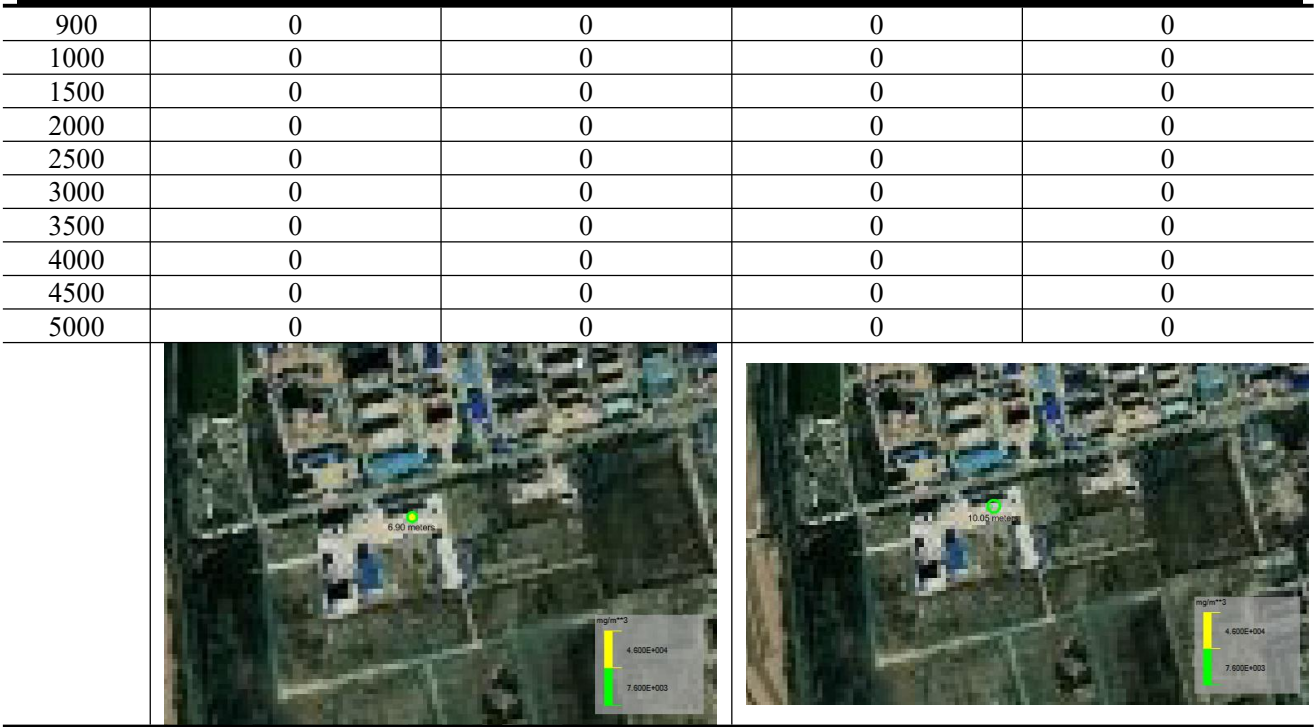 900 0 0 0 0
1000 0 0 0 0
1500 0 0 0 0
2000 0 0 0 0
2500 0 0 0 0
3000 0 0 0 0
3500 0 0 0 0
4000 0 0 0 0
4500 0 0 0 0
5000 0 0 0 0
6.90 meters
mg/m**3
4.600E+004
7.600E+003
10.05 meters
mg/m**3
4.600E+004
7.600E+003